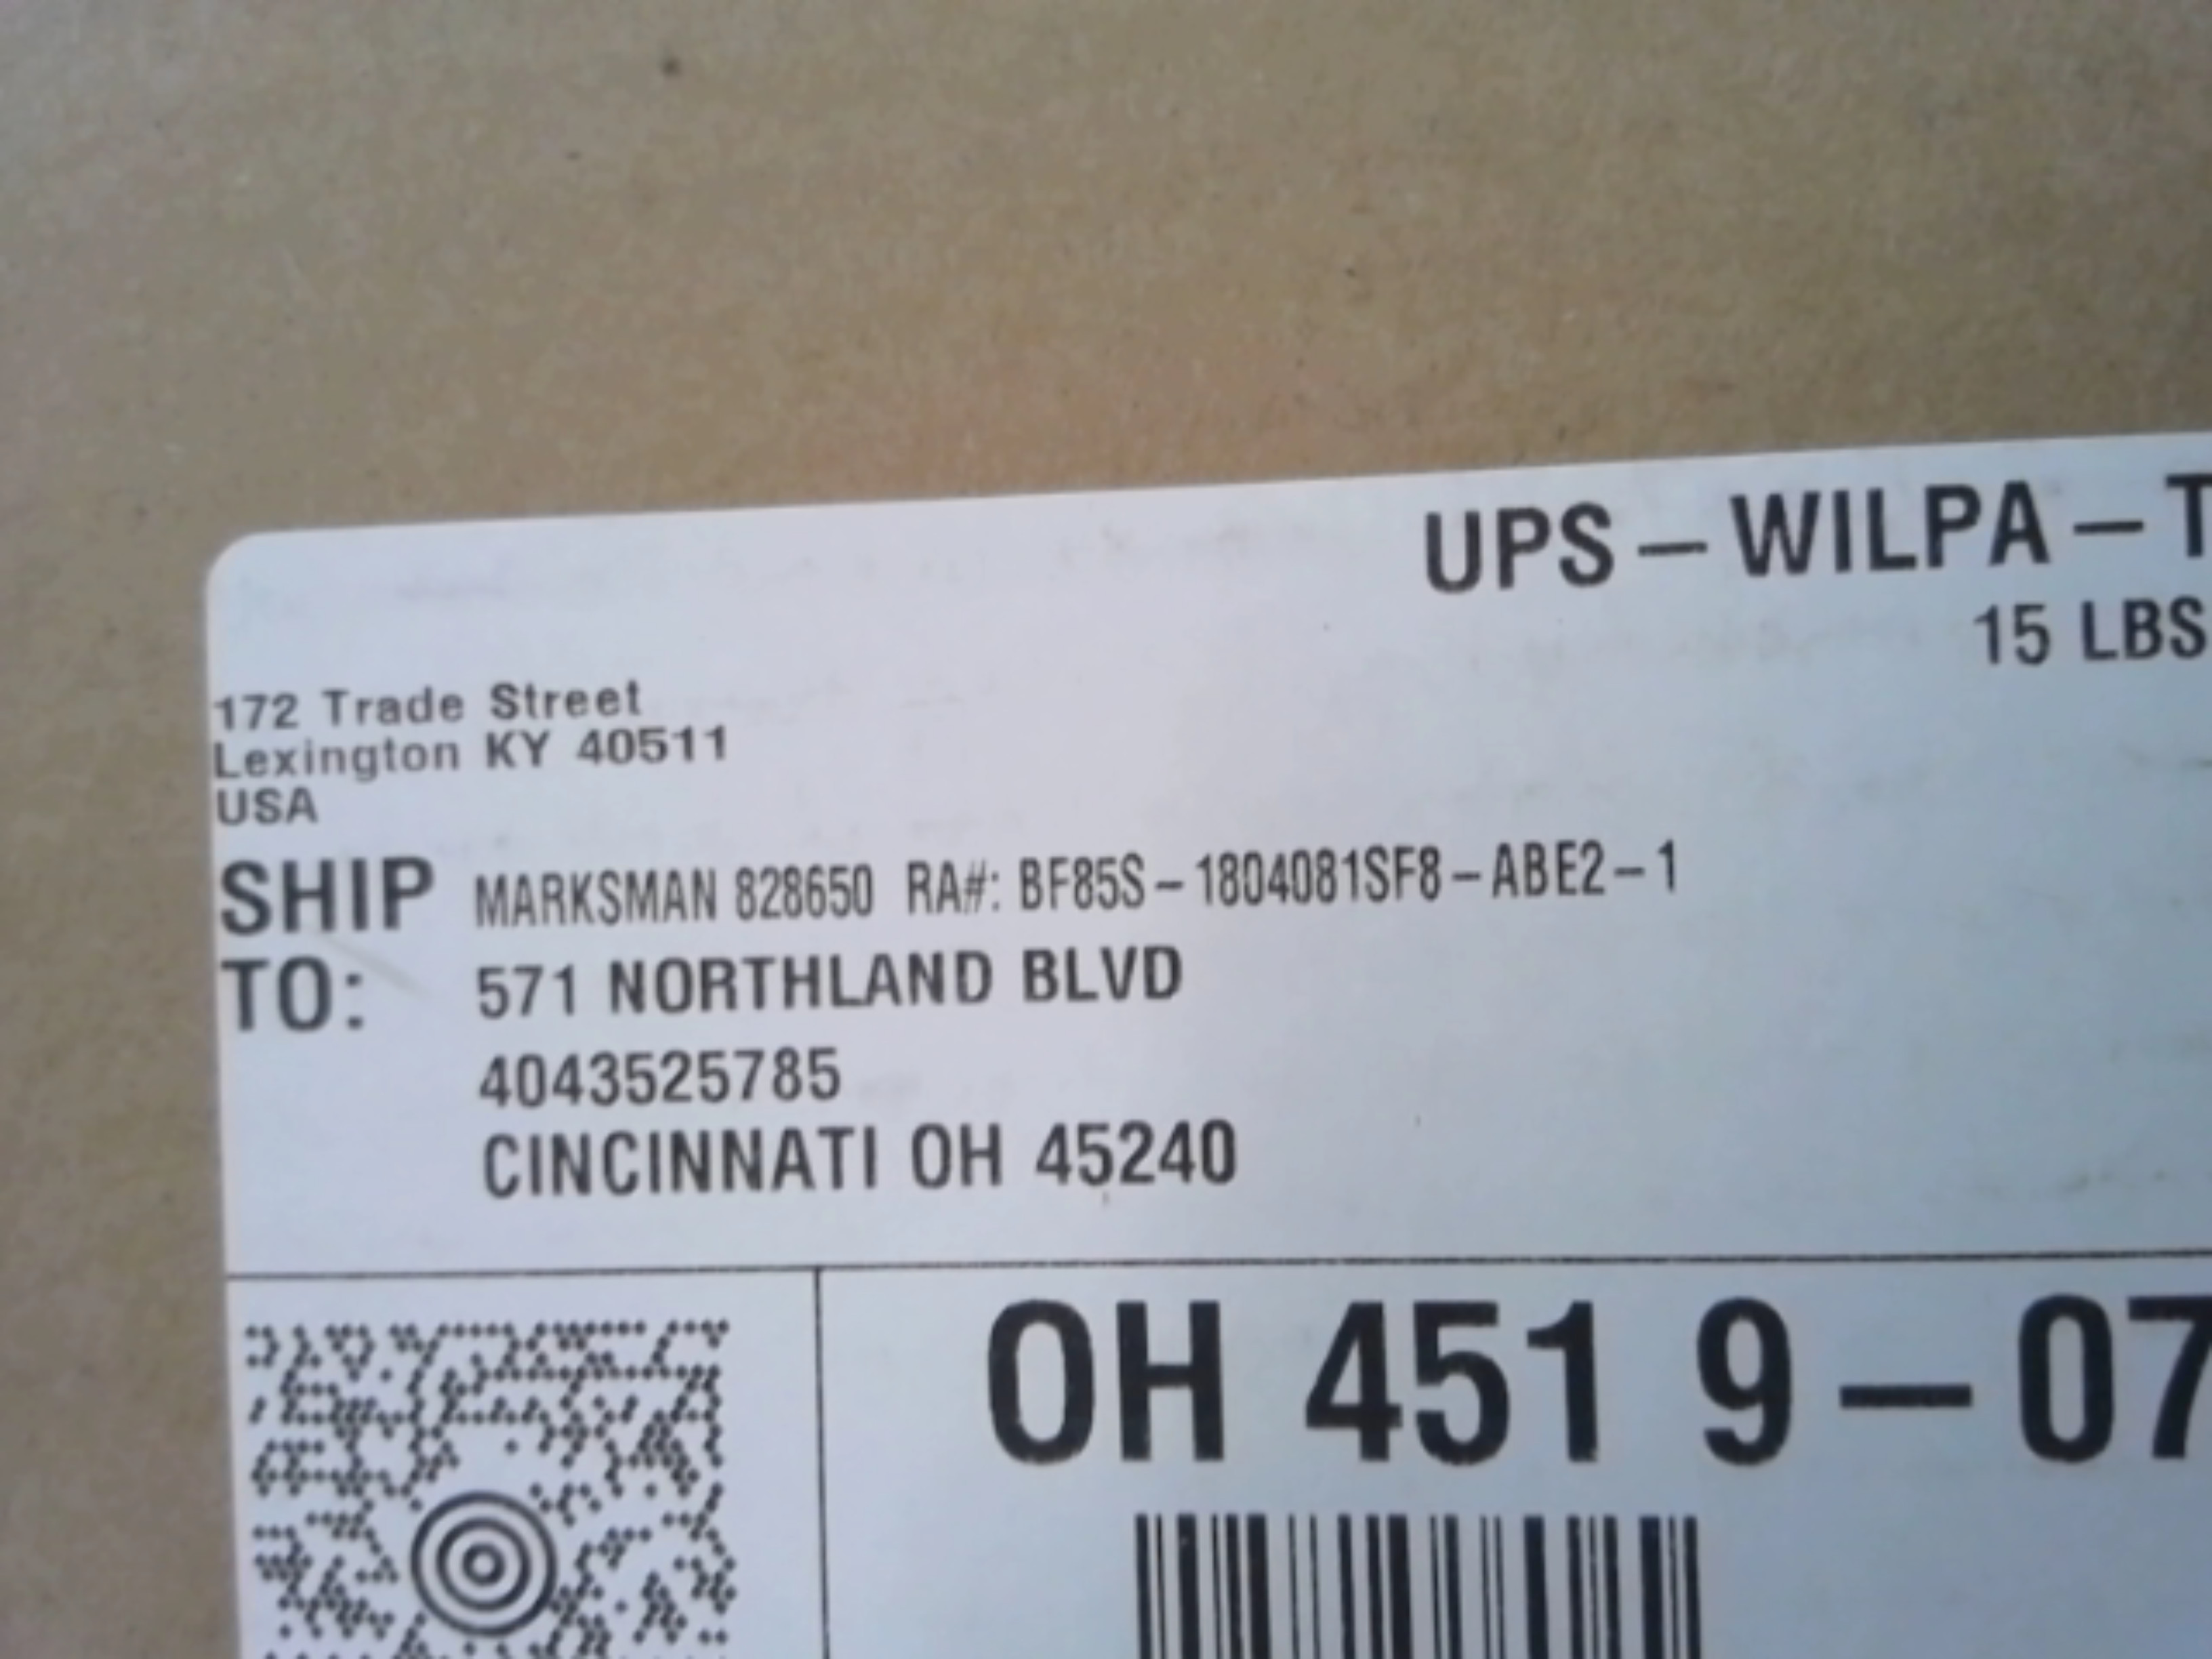 UPS – WILPA – T
15 LBS
172 Trade Street
Lexington KY 40511
USA
SHIP TO: MARKSMAN 828650 RA#: BF85S – 1804081SF8 – ABE2 – 1
571 NORTHLAND BLVD
4043525785
CINCINNATI OH 45240
OH 451 9 – 07